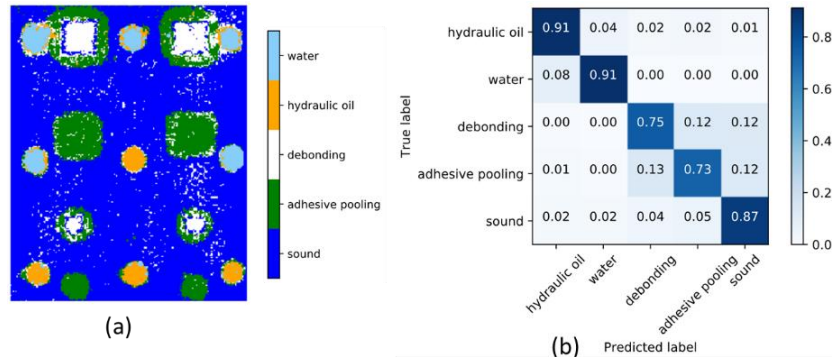 water
hydraulic oil
debonding
adhesive pooling
sound
(a)
True label
hydraulic oil 0.91 0.04 0.02 0.02 0.01
water 0.08 0.91 0.00 0.00 0.00
debonding 0.00 0.00 0.75 0.12 0.12
adhesive pooling 0.01 0.00 0.13 0.73 0.12
sound 0.02 0.02 0.04 0.05 0.87
hydraulic oil water debonding adhesive pooling sound
Predicted label
0.8
0.6
0.4
0.2
0.0
(b)